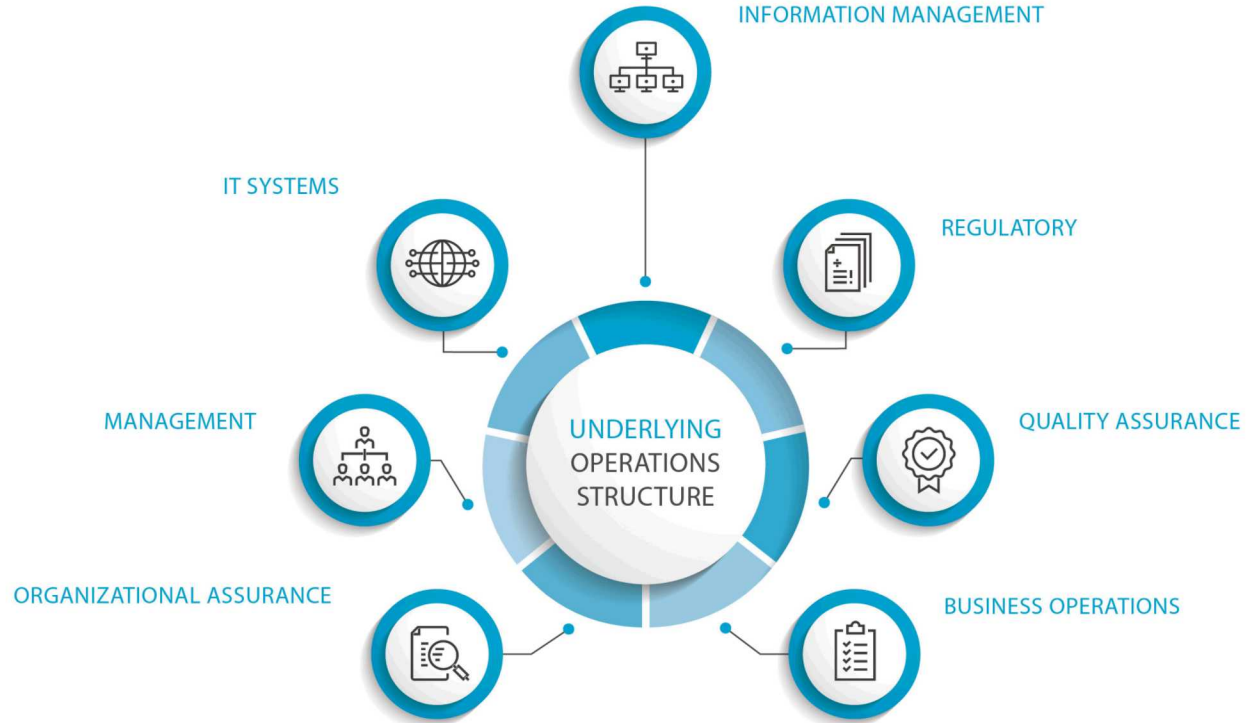 INFORMATION MANAGEMENT
IT SYSTEMS
REGULATORY
MANAGEMENT
QUALITY ASSURANCE
UNDERLYING
OPERATIONS
STRUCTURE
ORGANIZATIONAL ASSURANCE
BUSINESS OPERATIONS